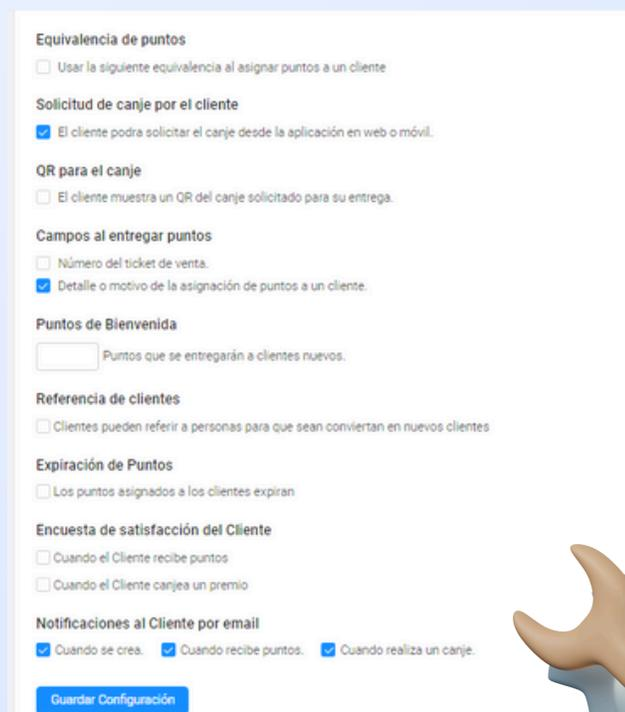 Equivalencia de puntos
Usar la siguiente equivalencia al asignar puntos a un cliente
Solicitud de canje por el cliente
El cliente podra solicitar el canje desde la aplicación en web o móvil.
QR para el canje
El cliente muestra un QR del canje solicitado para su entrega.
Campos al entregar puntos
Número del ticket de venta.
Detalle o motivo de la asignación de puntos a un cliente.
Puntos de Bienvenida
Puntos que se entregarán a clientes nuevos.
Referencia de clientes
Clientes pueden referir a personas para que sean conviertan en nuevos clientes
Expiración de Puntos
Los puntos asignados a los clientes expiran
Encuesta de satisfacción del Cliente
Cuando el Cliente recibe puntos
Cuando el Cliente canjea un premio
Notificaciones al Cliente por email
Cuando se crea. Cuando recibe puntos. Cuando realiza un canje.
Guardar Configuración